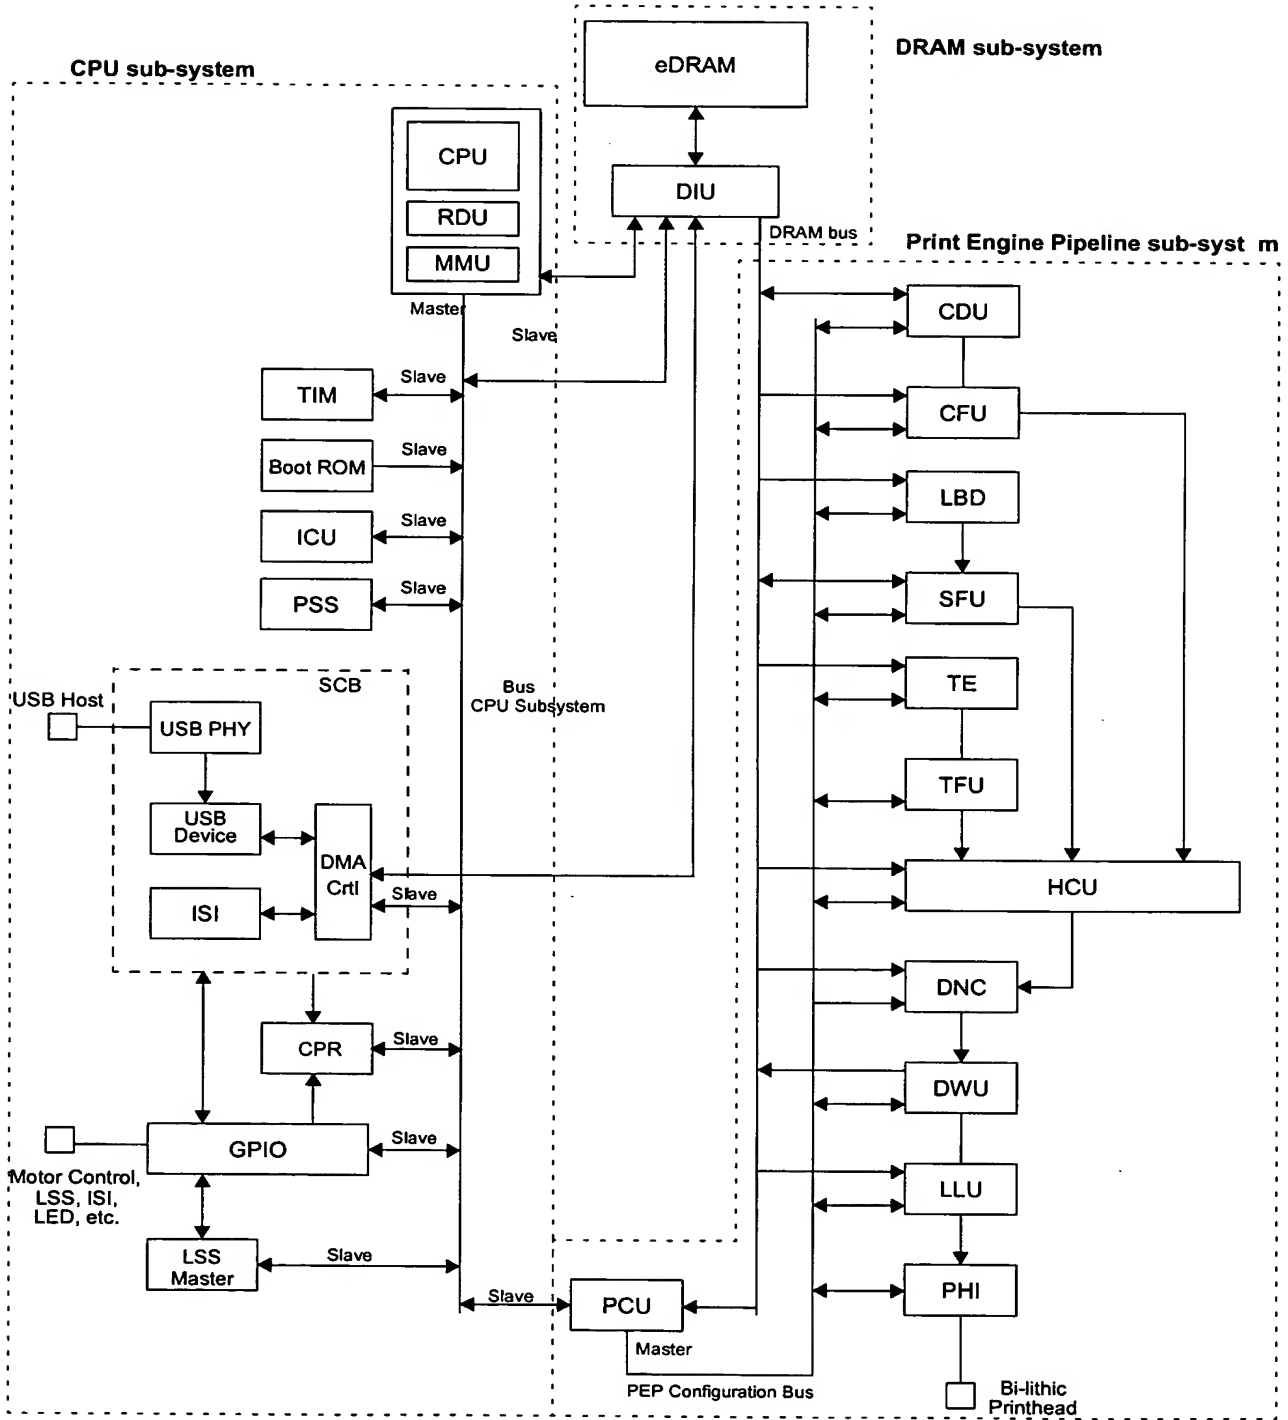 DRAM sub-system
eDRAM
CPU sub-system
CPU
DIU
RDU
DRAM bus
Print Engine Pipeline sub-syst m
MMU
Master
CDU
Slave
Slave
TIM
CFU
Slave
Boot ROM
LBD
Slave
ICU
Slave
PSS
SFU
SCB
TE
Bus
CPU Subsystem
USB Host
USB PHY
TFU
USB
Device
DMA
Crtl
Slave
HCU
ISI
DNC
Slave
CPR
DWU
Slave
GPIO
Motor Control,
LSS, ISI,
LED, etc.
LLU
LSS
Master
Slave
Slave
PCU
PHI
Master
PEP Configuration Bus
Bi-lithic
Printhead